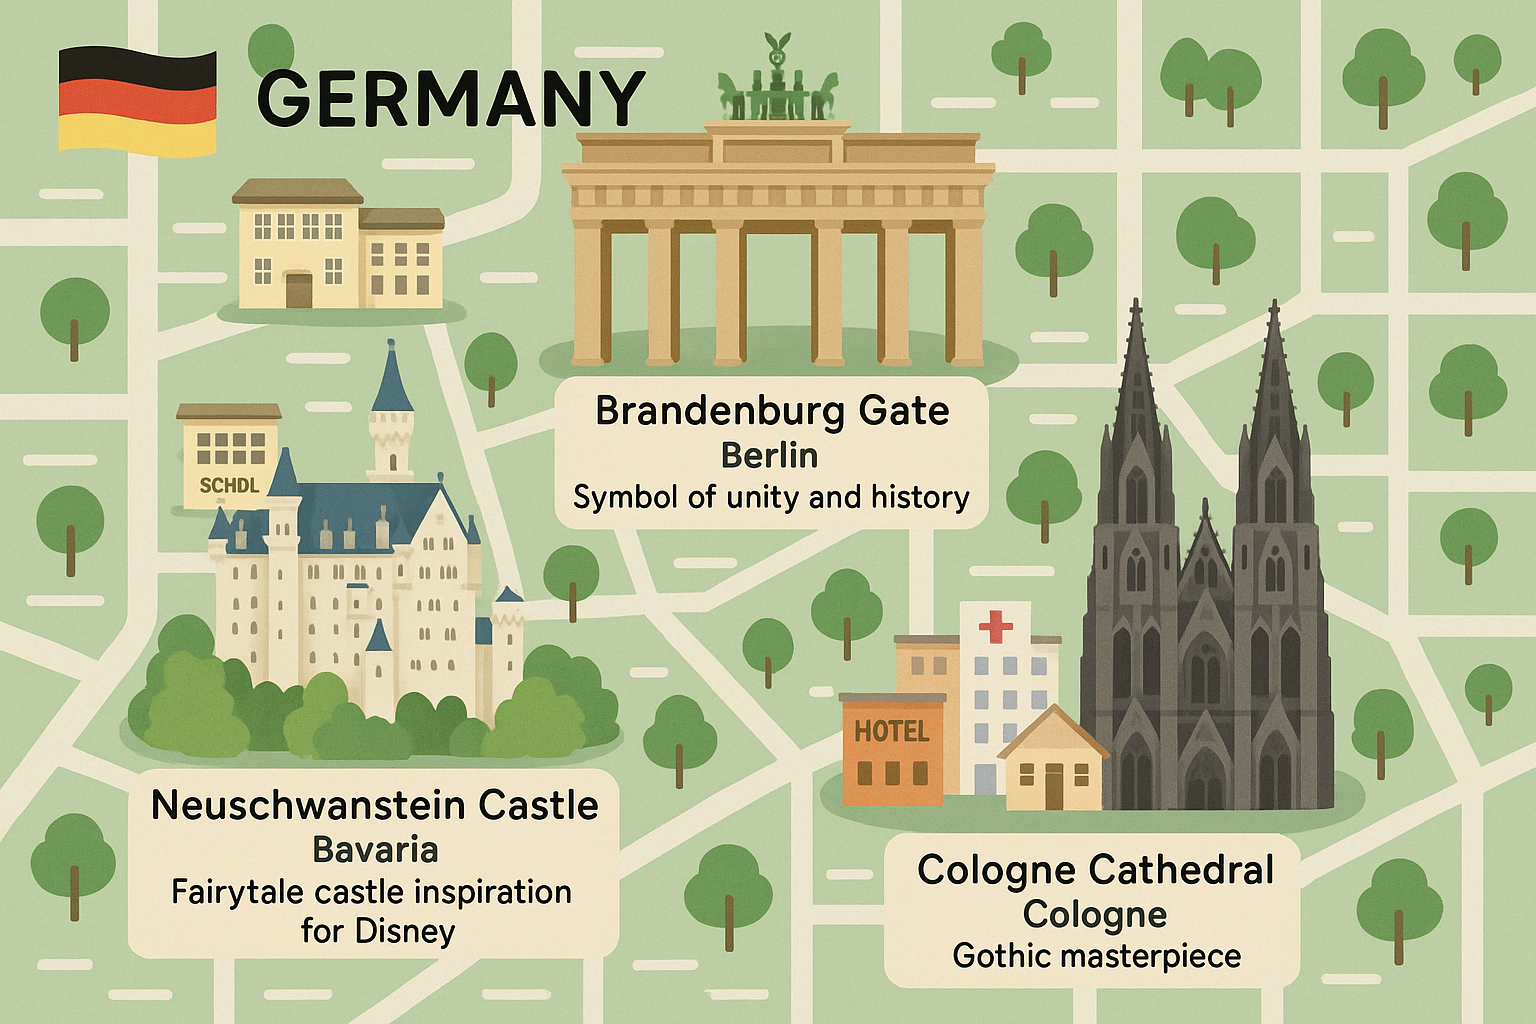 GERMANY
Brandenburg Gate
Berlin
Symbol of unity and history
SCHDL
HOTEL
Neuschwanstein Castle
Bavaria
Fairytale castle inspiration
for Disney
Cologne Cathedral
Cologne
Gothic masterpiece